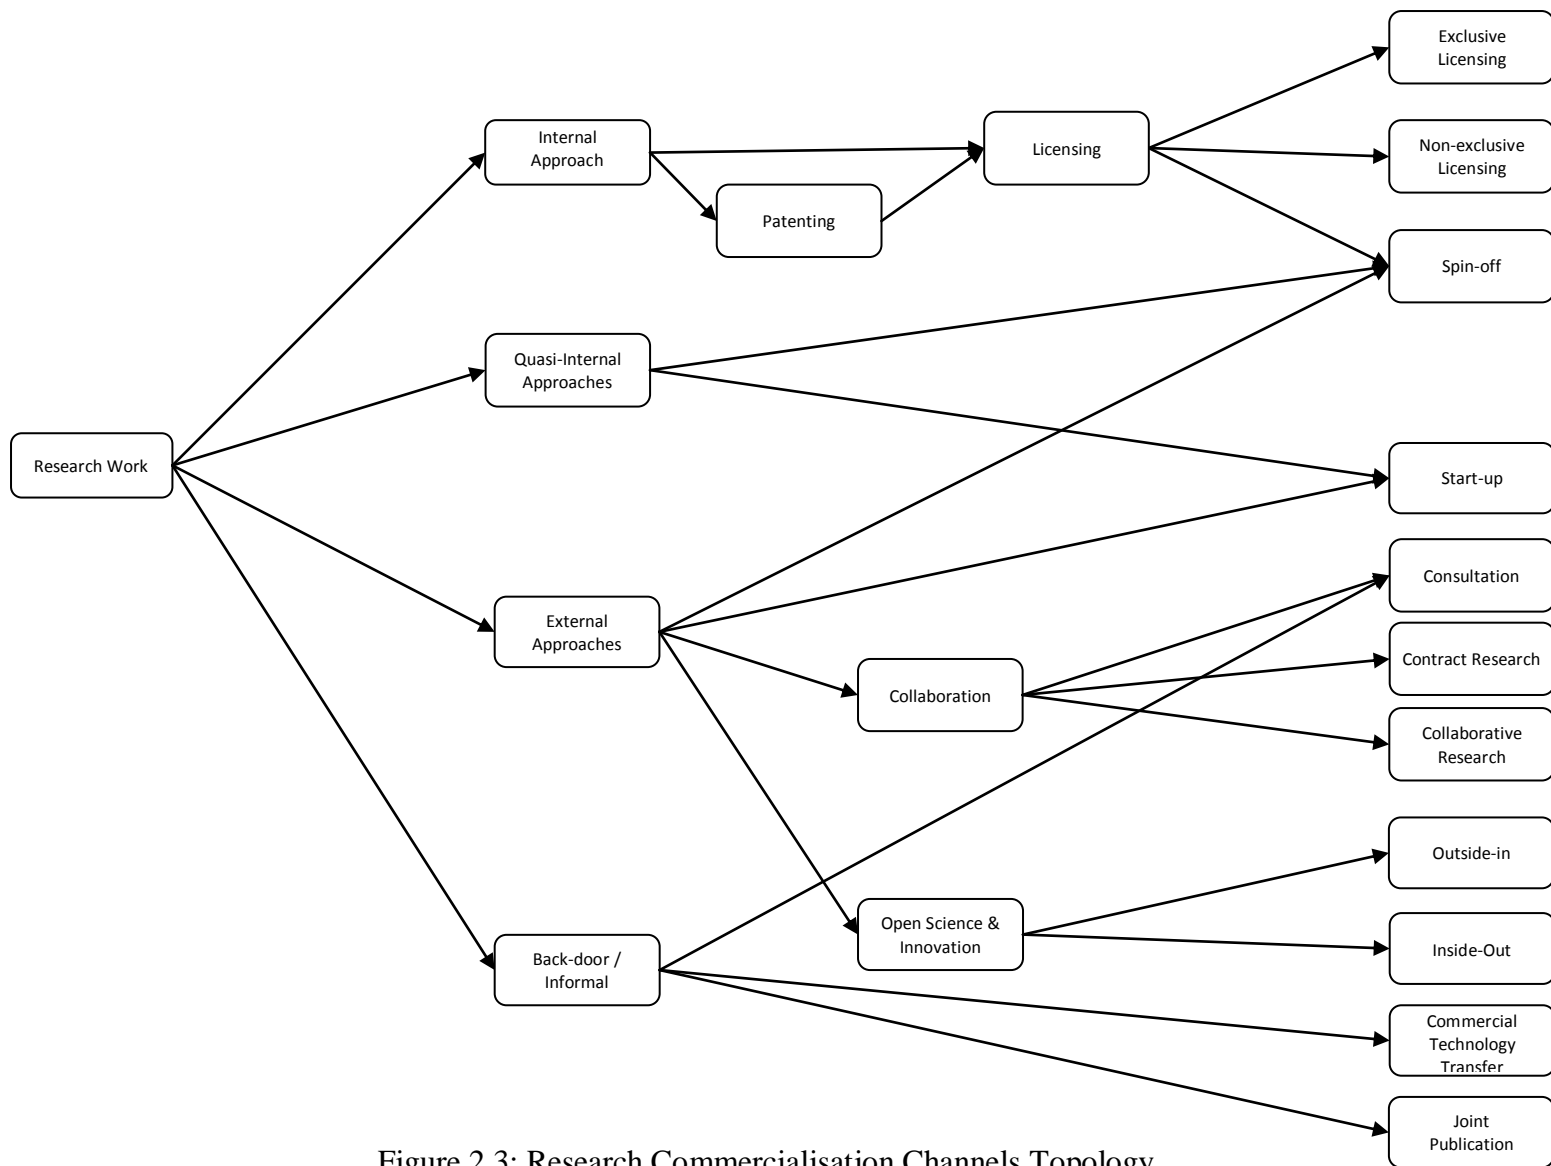 Exclusive
Licensing
Internal
Approach
Licensing
Non-exclusive
Licensing
Patenting
Spin-off
Quasi-Internal
Approaches
Research Work
Start-up
Consultation
External
Approaches
Contract Research
Collaboration
Collaborative
Research
Outside-in
Open Science &
Innovation
Inside-Out
Back-door /
Informal
Commercial
Technology
Transfer
Joint
Publication
Figure 2.3: Research Commercialisation Channels Topology